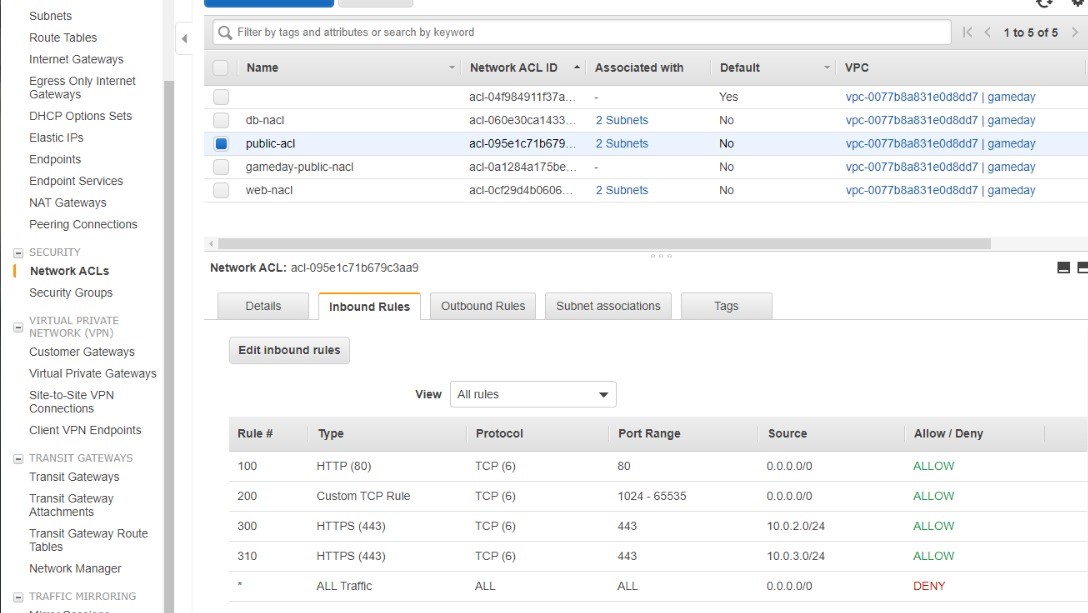 Subnets
Route Tables
Internet Gateways
Egress Only Internet
Gateways
DHCP Options Sets
Elastic IPs
Endpoints
Endpoint Services
NAT Gateways
Peering Connections
SECURITY
Network ACLs
Security Groups
VIRTUAL PRIVATE
NETWORK (VPN)
Customer Gateways
Virtual Private Gateways
Site-to-Site VPN
Connections
Client VPN Endpoints
TRANSIT GATEWAYS
Transit Gateways
Transit Gateway
Attachments
Transit Gateway Route
Tables
Network Manager
TRAFFIC MIRRORING
Filter by tags and attributes or search by keyword
1 to 5 of 5
Name Network ACL ID Associated with Default VPC
acl-04f984911f37a... - Yes vpc-0077b8a831e0d8dd7 | gameday
db-nacl acl-060e30ca1433... 2 Subnets No vpc-0077b8a831e0d8dd7 | gameday
public-acl acl-095e1c71b679... 2 Subnets No vpc-0077b8a831e0d8dd7 | gameday
gameday-public-nacl acl-0a1284a175be... - No vpc-0077b8a831e0d8dd7 | gameday
web-nacl acl-0cf29d4b0606... 2 Subnets No vpc-0077b8a831e0d8dd7 | gameday
Network ACL: acl-095e1c71b679c3aa9
Details Inbound Rules Outbound Rules Subnet associations Tags
Edit inbound rules
View All rules
Rule # Type Protocol Port Range Source Allow / Deny
100 HTTP (80) TCP (6) 80 0.0.0.0/0 ALLOW
200 Custom TCP Rule TCP (6) 1024 - 65535 0.0.0.0/0 ALLOW
300 HTTPS (443) TCP (6) 443 10.0.2.0/24 ALLOW
310 HTTPS (443) TCP (6) 443 10.0.3.0/24 ALLOW
* ALL Traffic ALL ALL 0.0.0.0/0 DENY